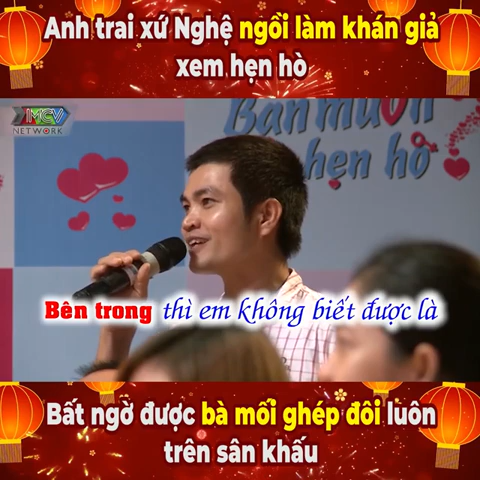 Anh trai xứ Nghệ ngồi làm khán giả
xem hẹn hò
MCV
NETWORK
Bạn muốn
hẹn hò
Bên trong thì em không biết được là
Bất ngờ được bà mối ghép đôi luôn
trên sân khấu